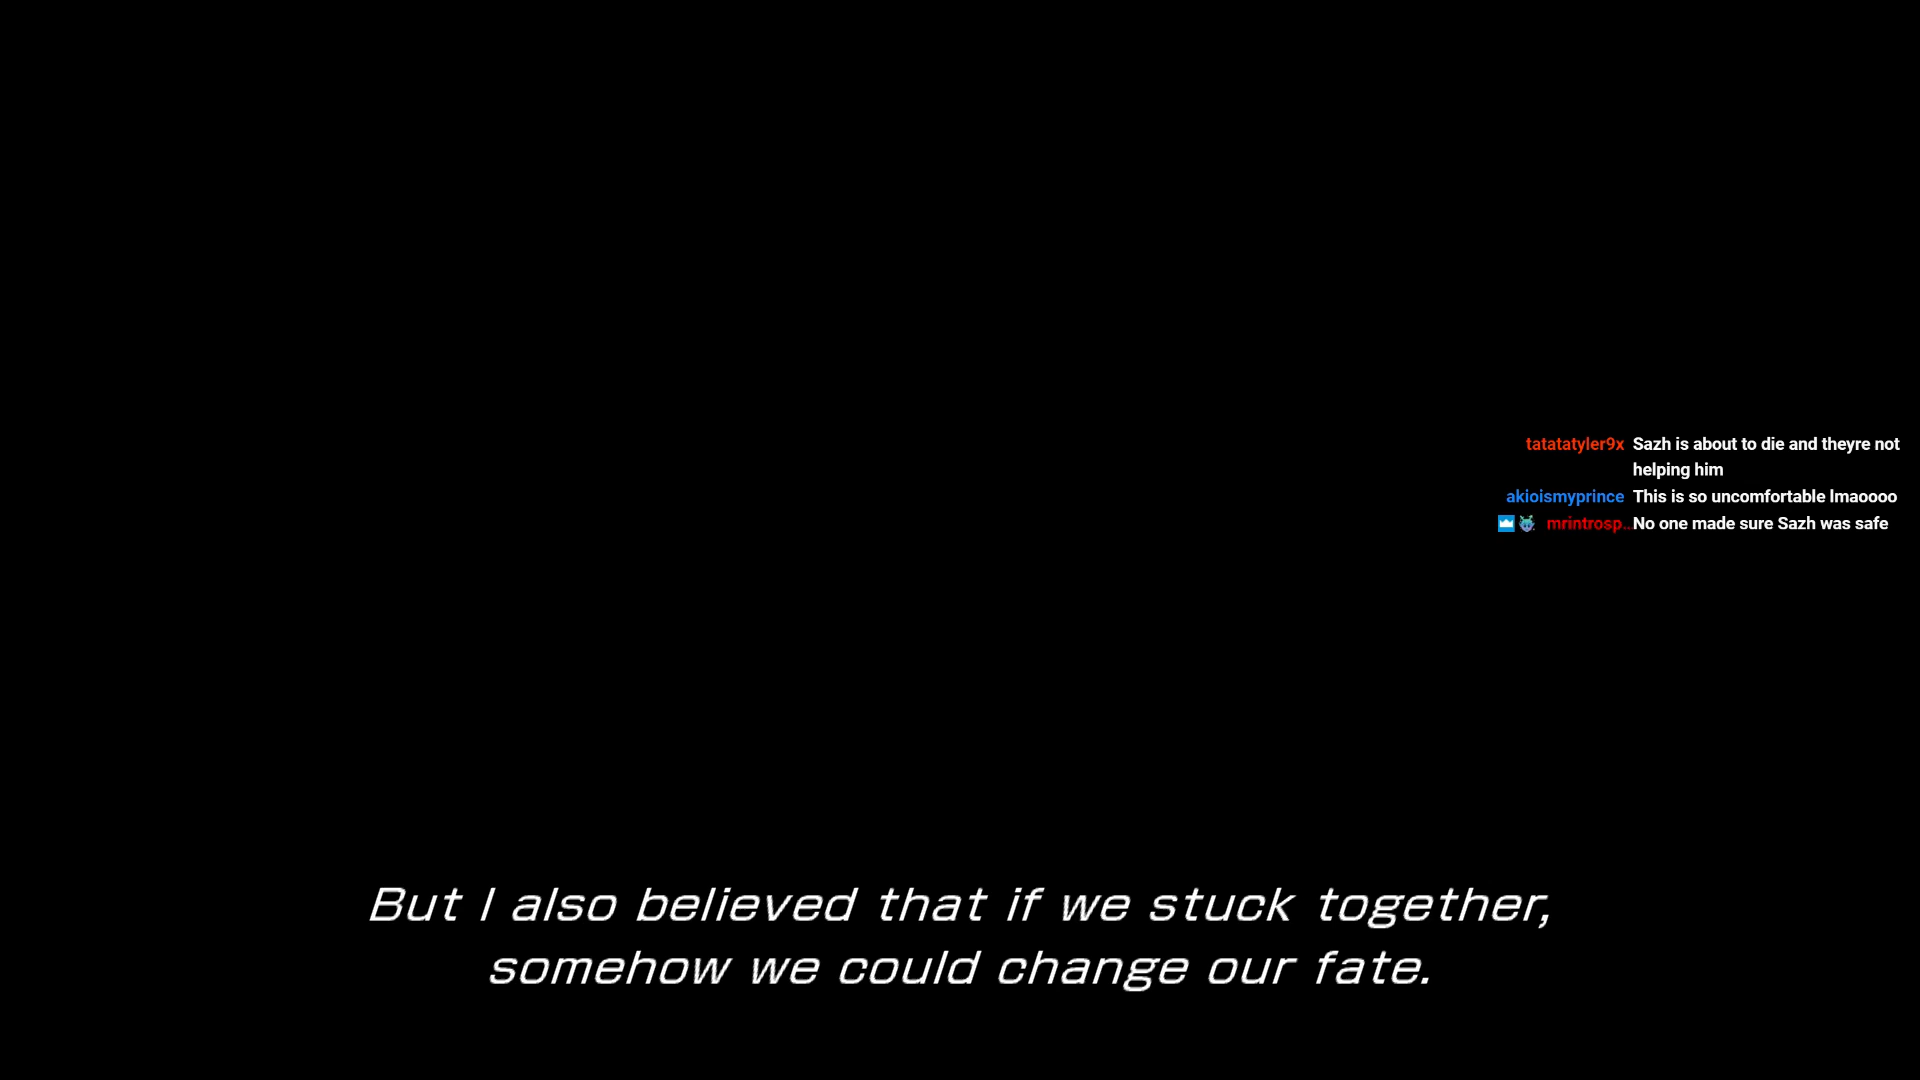 tatatatyler9x Sazh is about to die and theyre not
helping him
akioismyprince This is so uncomfortable lmaoooo
mrintrosp.. No one made sure Sazh was safe
But I also believed that if we stuck together,
somehow we could change our fate.